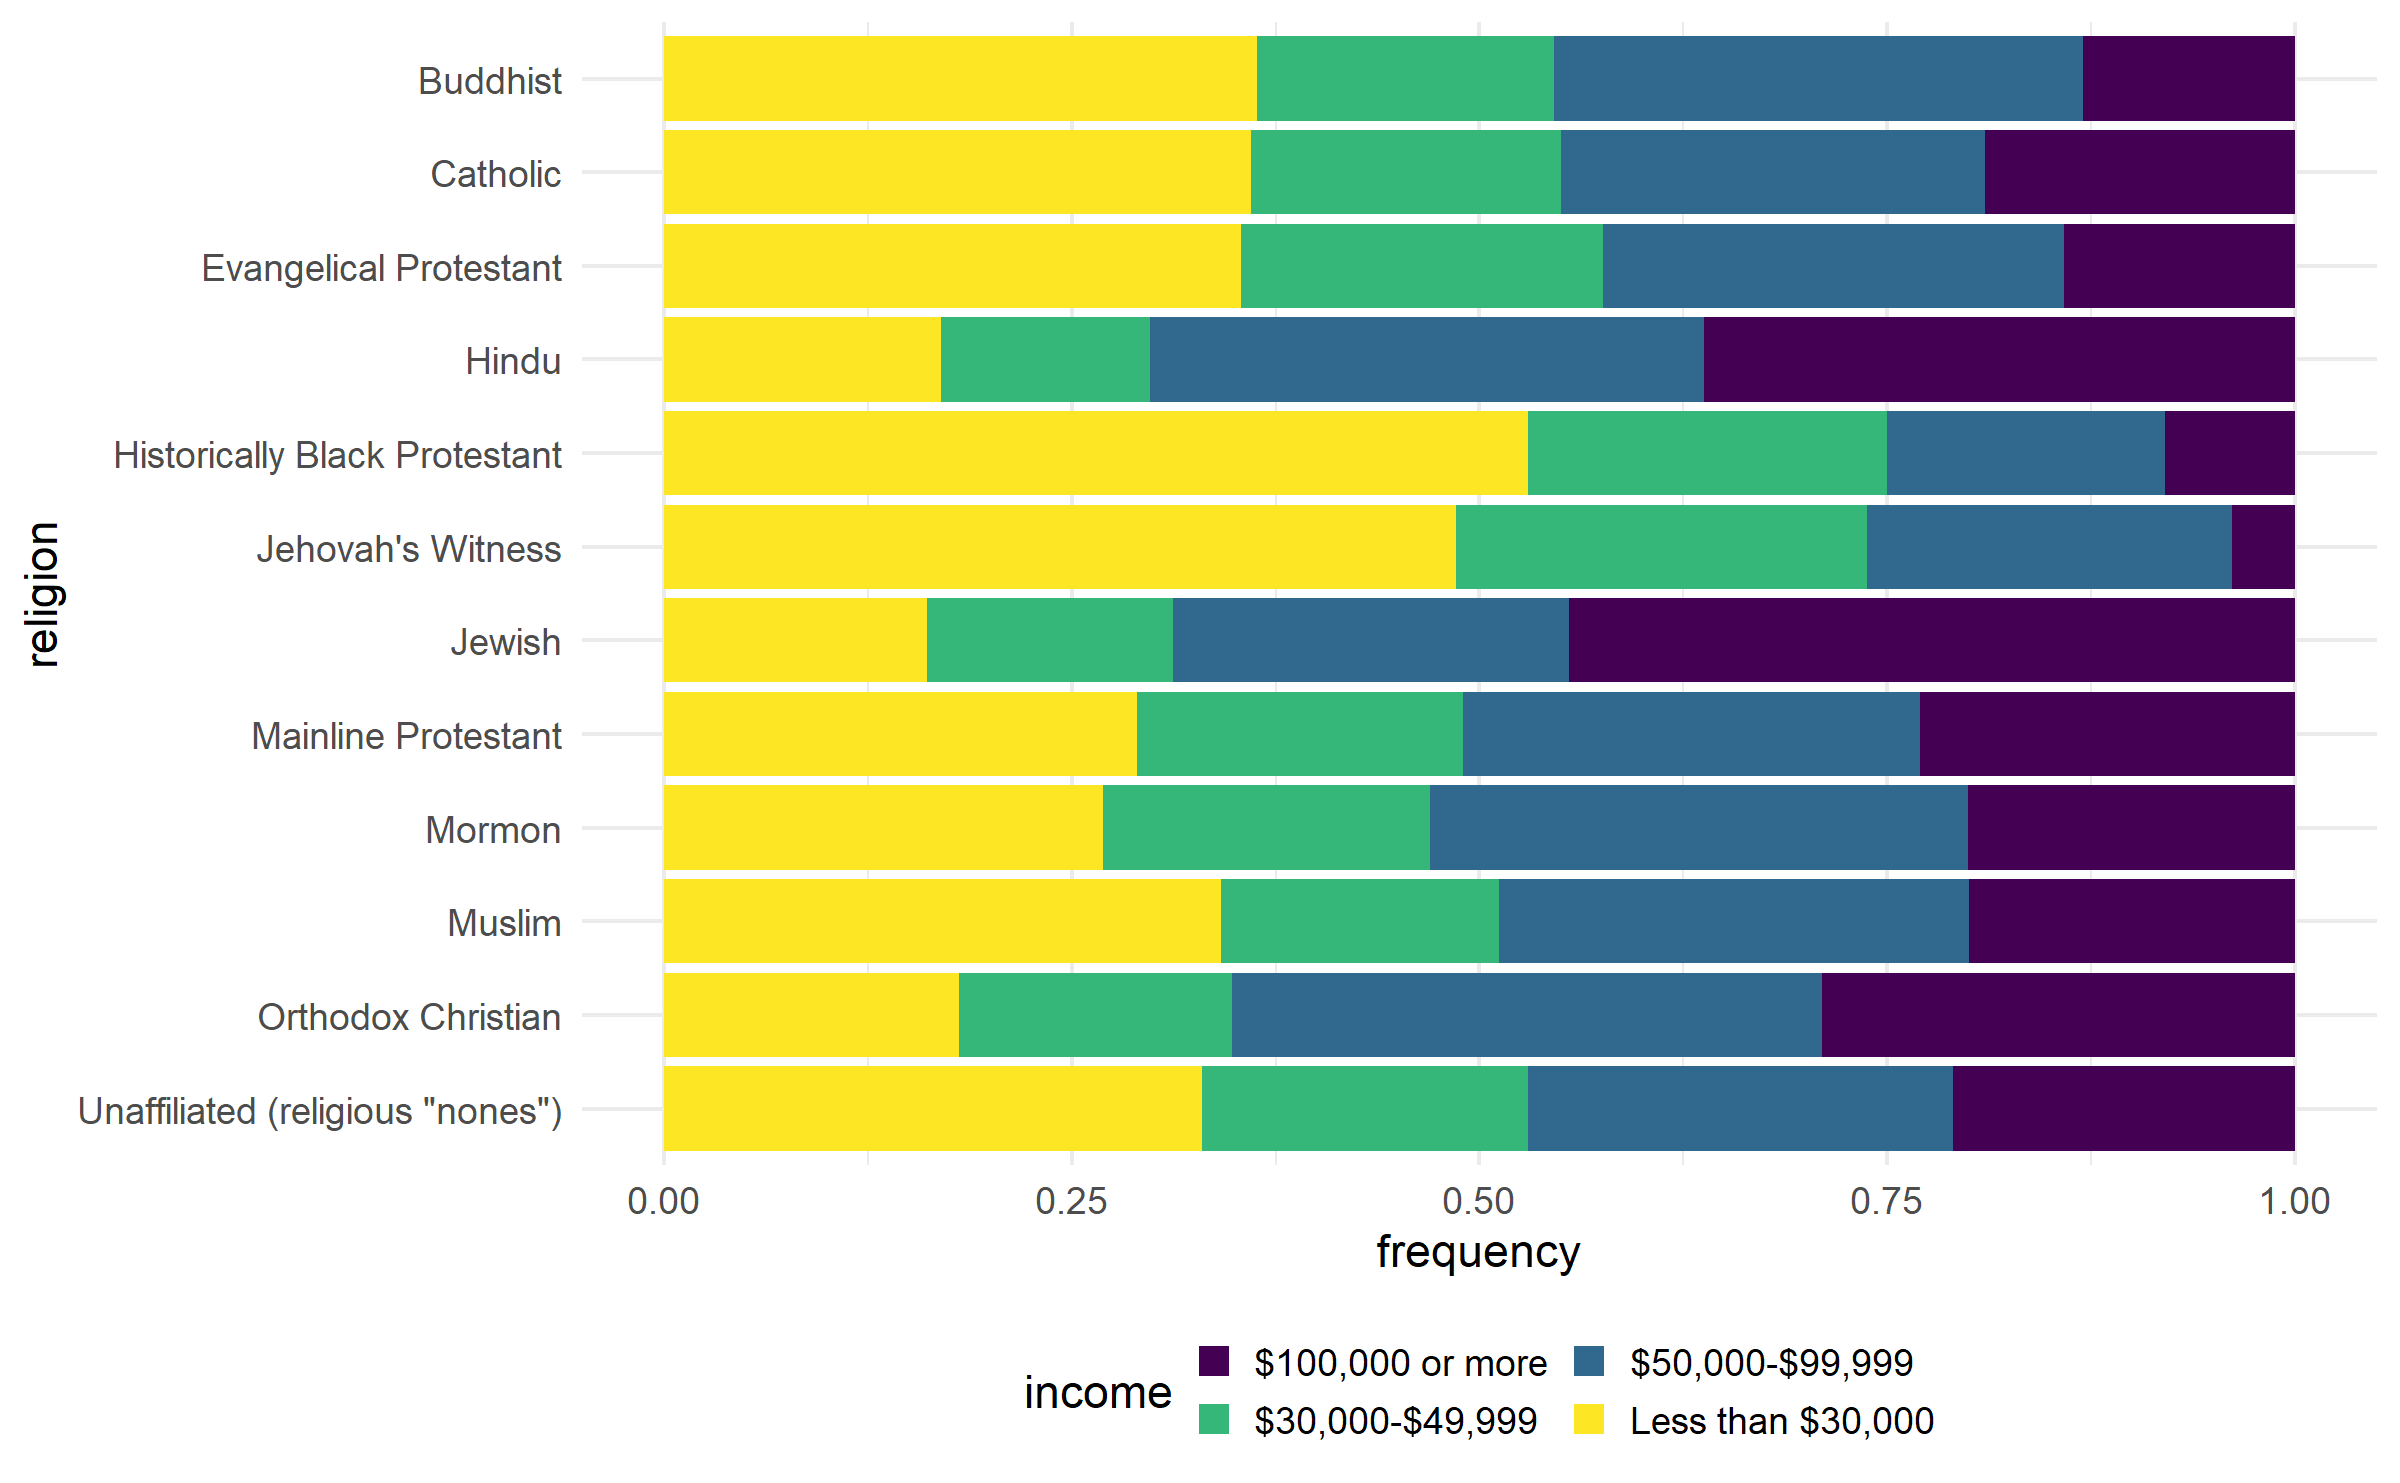 Buddhist
Catholic
Evangelical Protestant
Hindu
Historically Black Protestant
Jehovah's Witness
Jewish
Mainline Protestant
Mormon
Muslim
Orthodox Christian
Unaffiliated (religious "nones")
religion
0.00 0.25 0.50 0.75 1.00
frequency
income
$100,000 or more $50,000-$99,999
$30,000-$49,999 Less than $30,000